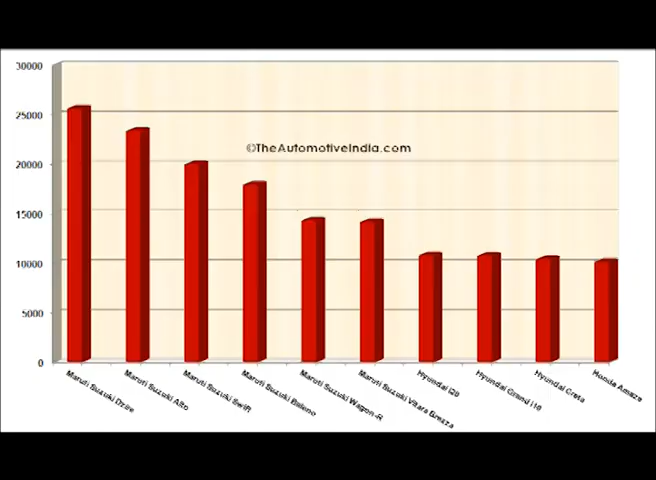 30000
25000
©TheAutomotiveIndia.com
20000
15000
10000
5000
0
Maruti Suzuki Dzire
Maruti Suzuki Alto
Maruti Suzuki Swift
Maruti Suzuki Baleno
Maruti Suzuki Wagon-R
Maruti Suzuki Vitara Brezza
Hyundai i20
Hyundai Grand i10
Hyundai Creta
Honda Amaze